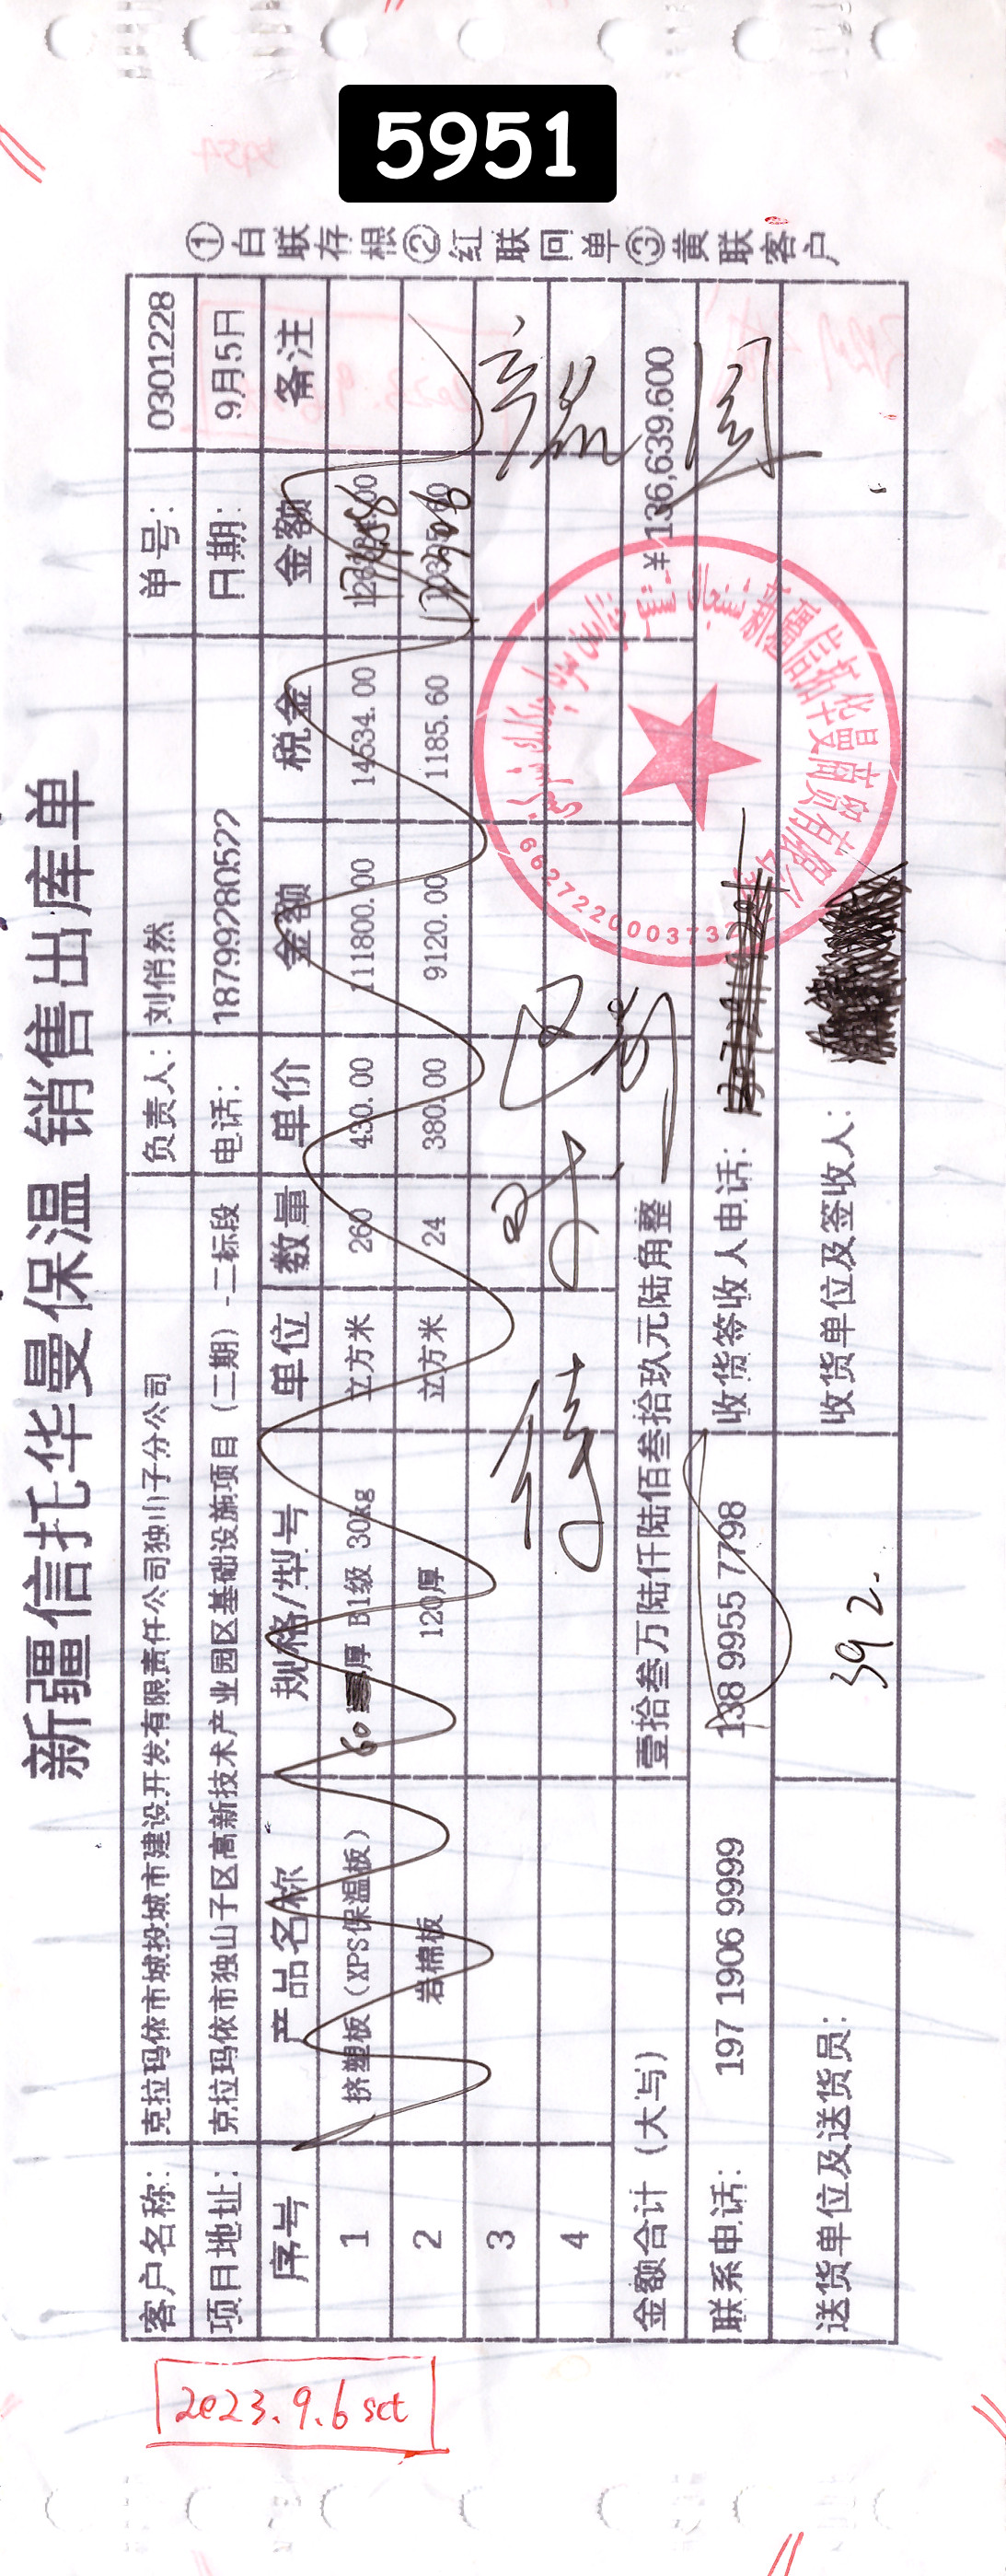 5951
新疆信托华曼保温 销售出库单
客户名称: 克拉玛依市城投城市建设开发有限责任公司独山子分公司 负责人: 刘俏然 单号: 0301228
项目地址: 克拉玛依市独山子区高新技术产业园区基础设施项目(二期)-二标段 电话: 18799280522 日期: 9月5日
序号 产品名称 规格/型号 单位 数量 单价 金额 税金 金额 备注
1 挤塑板(XPS保温板) 60 厚 B1级 30kg 立方米 260 430.00 111800.00 14534.00
2 岩棉板 120厚 立方米 24 380.00 9120.00 1185.60
3
4
金额合计 (大写) 壹拾叁万陆仟陆佰叁拾玖元陆角整 ¥136,639.600
联系电话: 197 1906 9999 138 9955 7798 收货签收人电话:
送货单位及送货员: 392. 收货单位及签收人:
①白联存根②红联回单③黄联客户
6627220003737
2023.9.6 sct